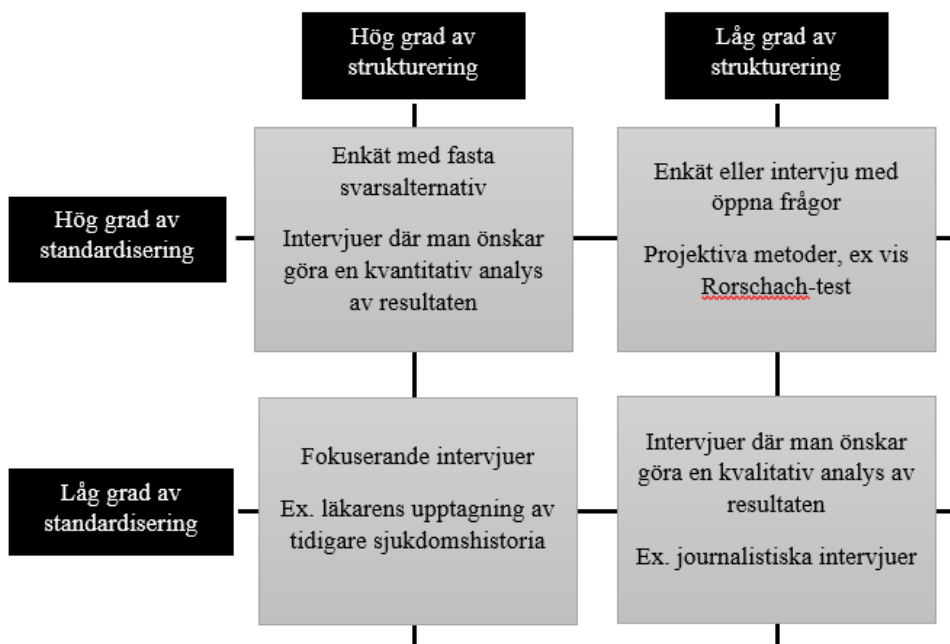 Hög grad av
strukturering
Låg grad av
strukturering
Hög grad av
standardisering
Enkät med fasta
svarsalternativ
Intervjuer där man önskar
göra en kvantitativ analys
av resultaten
Enkät eller intervju med
öppna frågor
Projektiva metoder, ex vis
Rorschach-test
Låg grad av
standardisering
Fokuserande intervjuer
Ex. läkarens upptagning av
tidigare sjukdomshistoria
Intervjuer där man önskar
göra en kvalitativ analys av
resultaten
Ex. journalistiska intervjuer